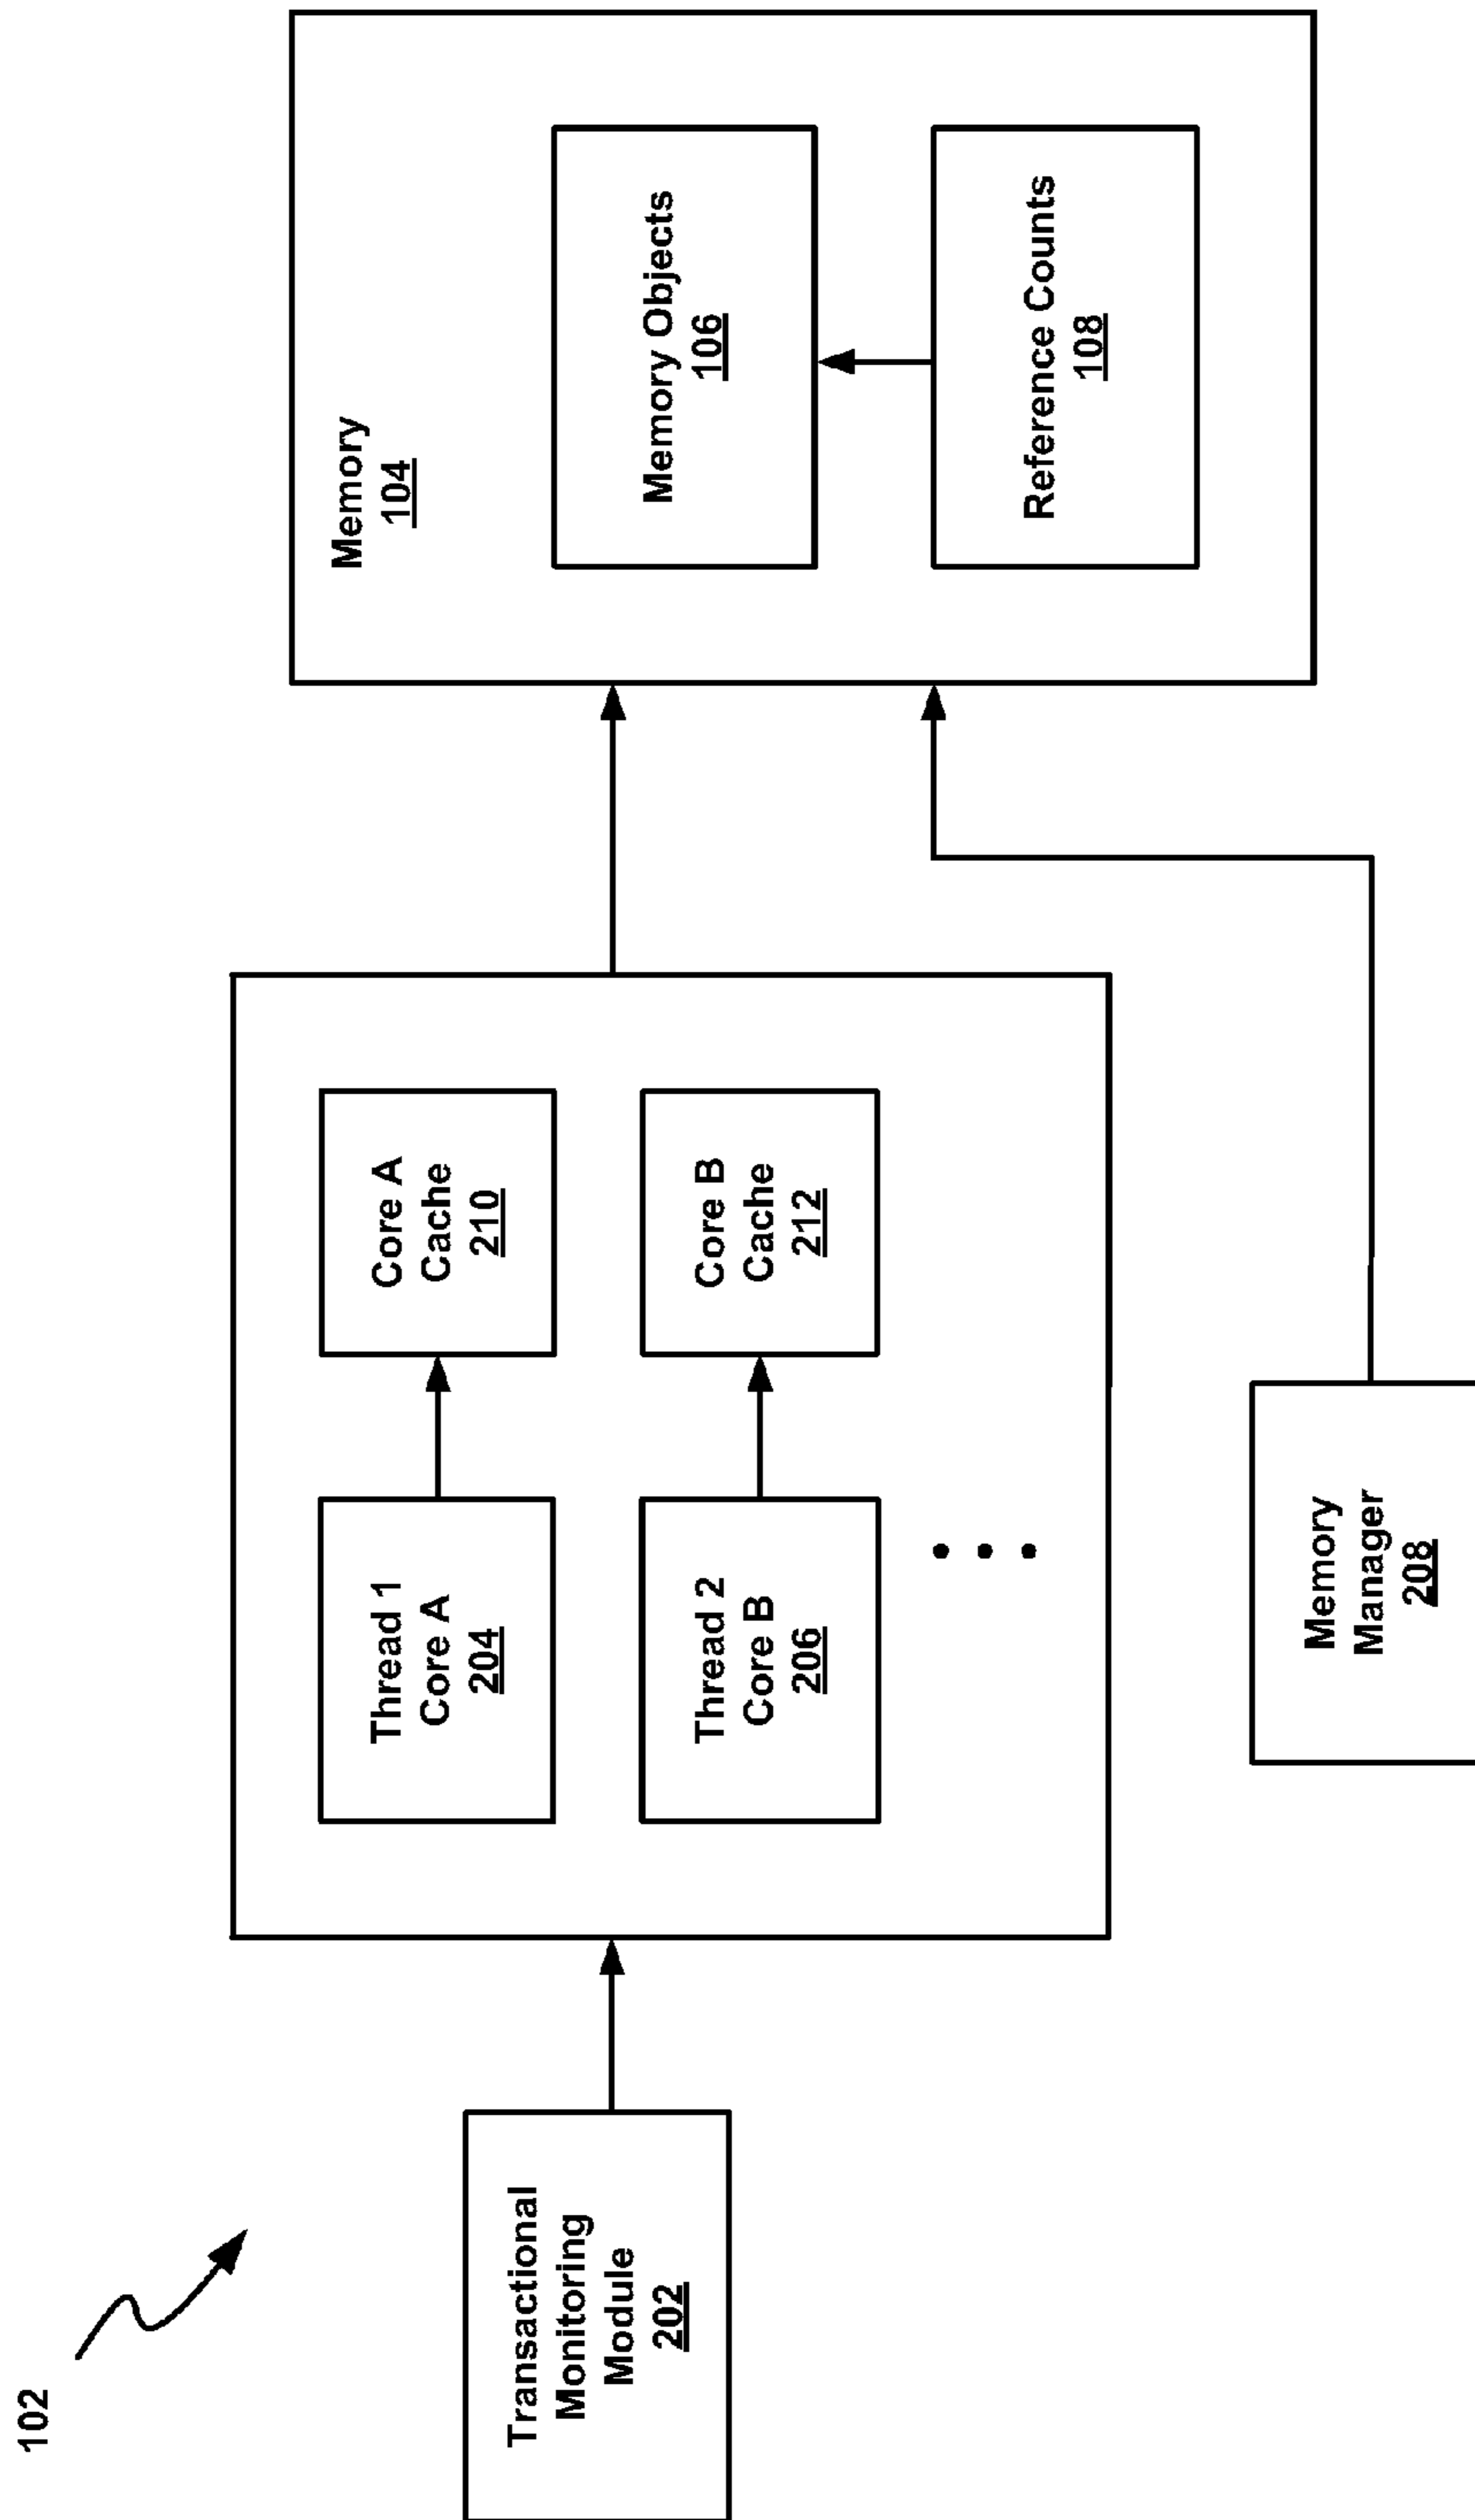 102
Transactional
Monitoring
Module
202
Thread 1
Core A
204
Core A
Cache
210
Thread 2
Core B
206
Core B
Cache
212
Memory
Manager
208
Memory
104
Memory Objects
106
Reference Counts
108